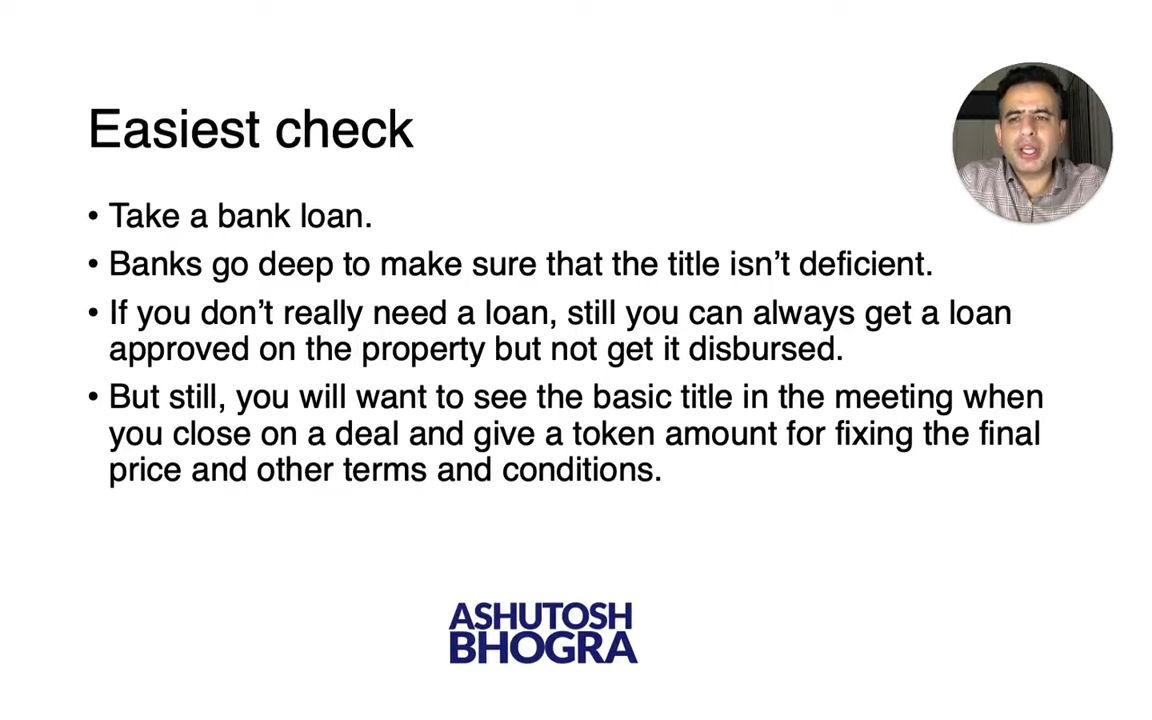 Easiest check
• Take a bank loan.
• Banks go deep to make sure that the title isn’t deficient.
• If you don’t really need a loan, still you can always get a loan
approved on the property but not get it disbursed.
• But still, you will want to see the basic title in the meeting when
you close on a deal and give a token amount for fixing the final
price and other terms and conditions.
ASHUTOSH
BHOGRA